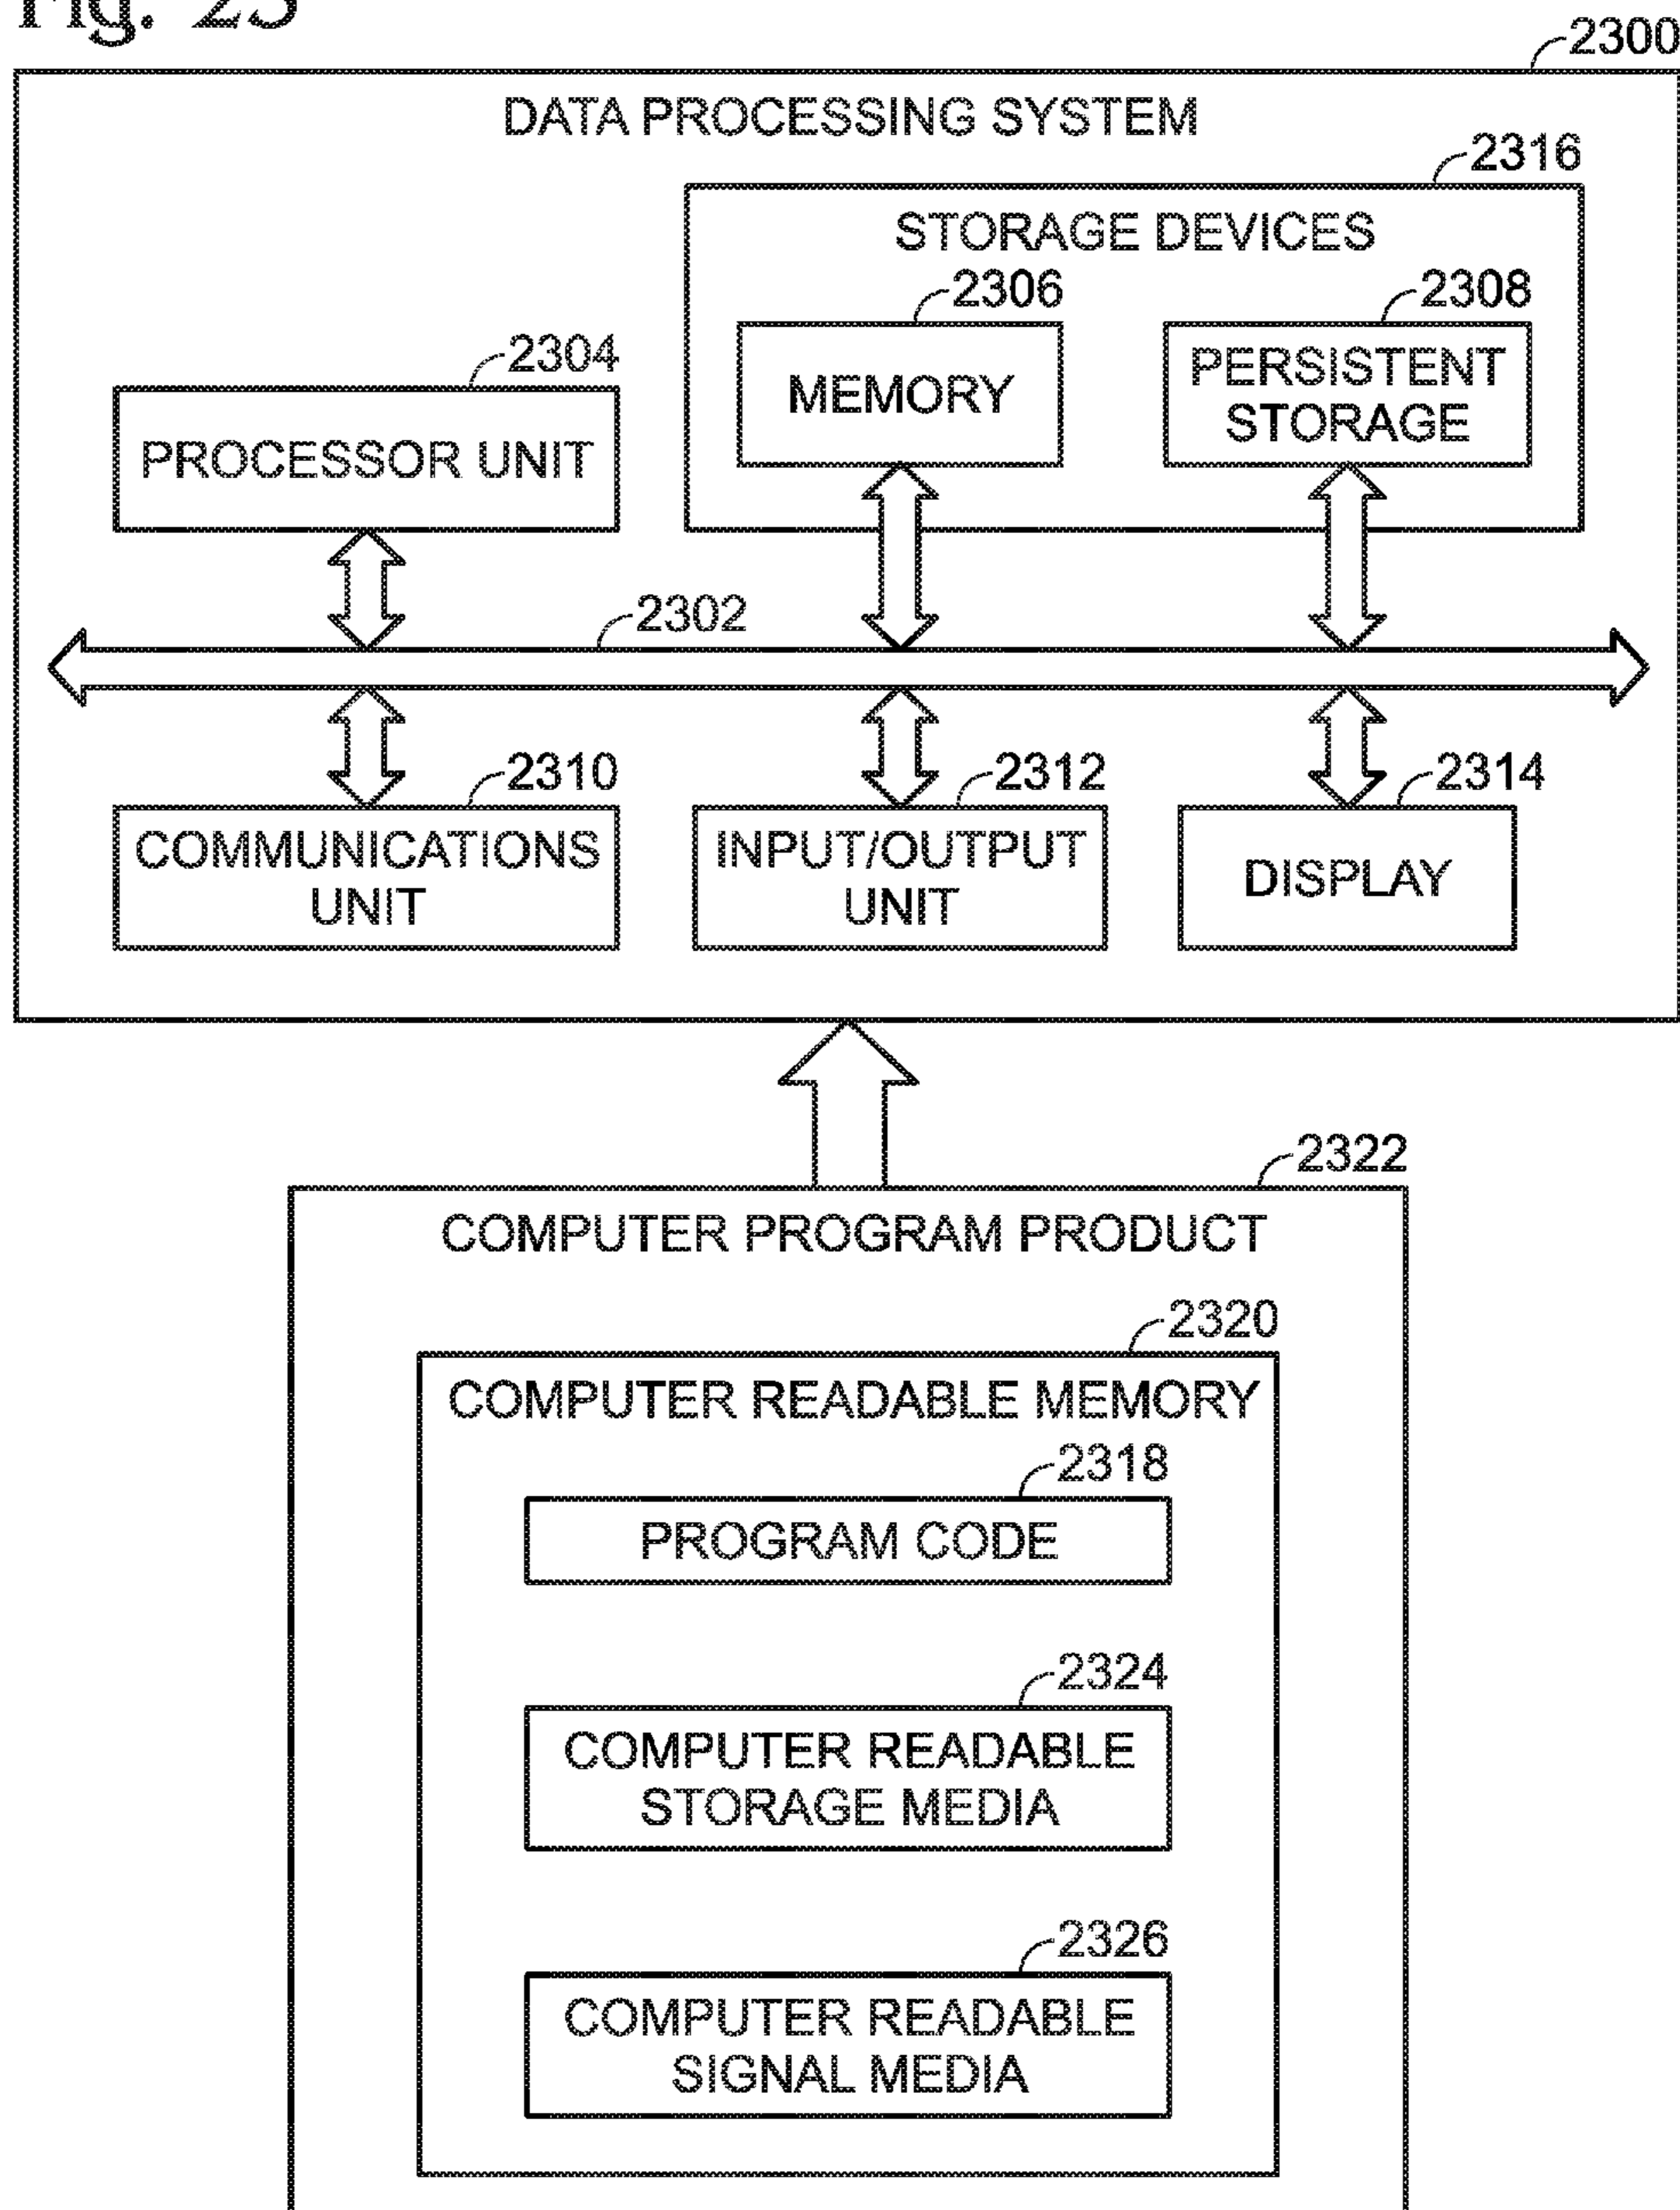 Fig. 23
2300
DATA PROCESSING SYSTEM
2316
STORAGE DEVICES
2306
2308
2304
MEMORY
PERSISTENT
STORAGE
PROCESSOR UNIT
2302
2310
2312
2314
COMMUNICATIONS
UNIT
INPUT/OUTPUT
UNIT
DISPLAY
2322
COMPUTER PROGRAM PRODUCT
2320
COMPUTER READABLE MEMORY
2318
PROGRAM CODE
2324
COMPUTER READABLE
STORAGE MEDIA
2326
COMPUTER READABLE
SIGNAL MEDIA